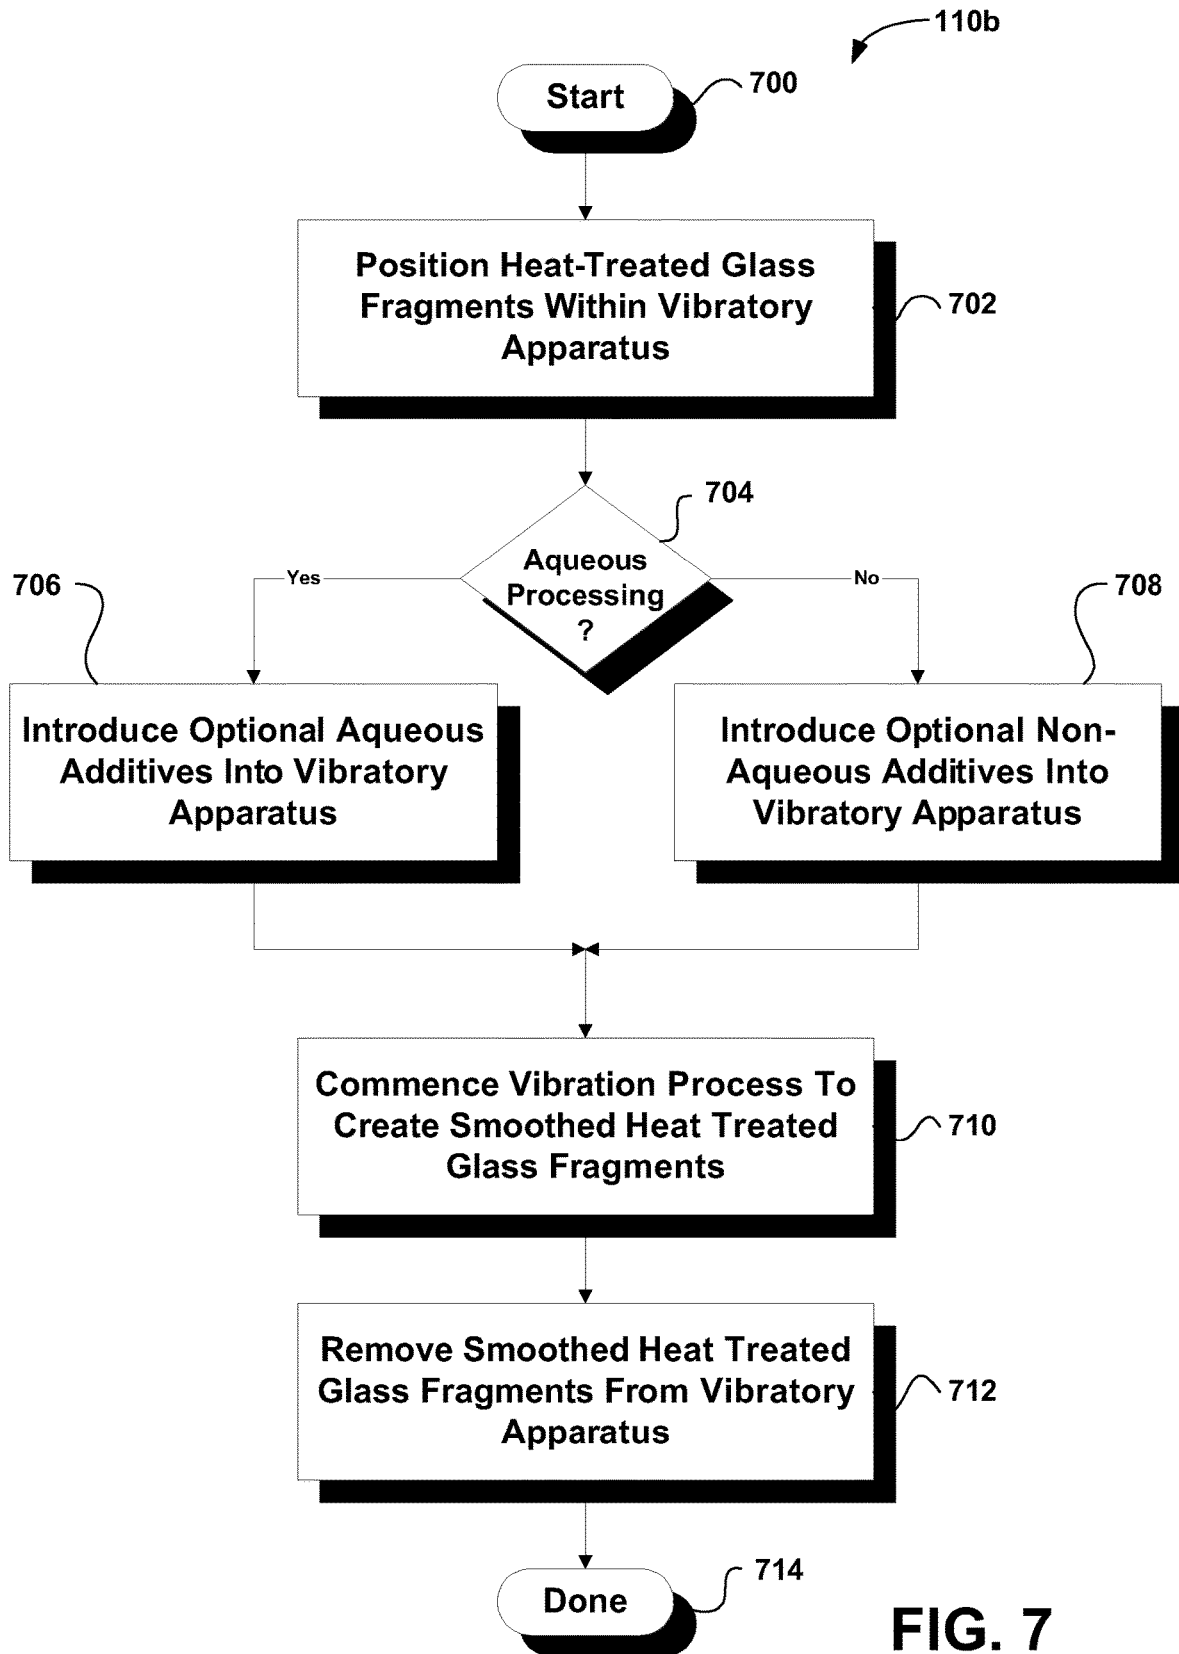 110b
Start
700
Position Heat-Treated Glass
Fragments Within Vibratory
Apparatus
702
704
Aqueous
Processing
?
Yes
No
706
708
Introduce Optional Aqueous
Additives Into Vibratory
Apparatus
Introduce Optional Non-
Aqueous Additives Into
Vibratory Apparatus
Commence Vibration Process To
Create Smoothed Heat Treated
Glass Fragments
710
Remove Smoothed Heat Treated
Glass Fragments From Vibratory
Apparatus
712
Done
714
FIG. 7